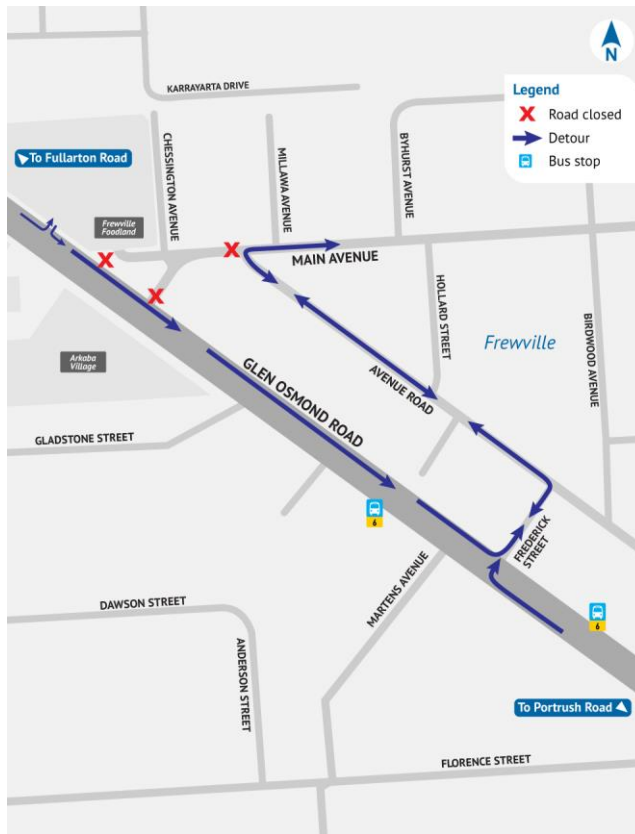 N
Legend
Road closed
Detour
Bus stop
KARRAYARTA DRIVE
CHESSINGTON AVENUE
MILLAWA AVENUE
BYHURST AVENUE
To Fullarton Road
Frewville
Foodland
MAIN AVENUE
HOLLARD STREET
Frewville
BIRDWOOD AVENUE
Arkaba
Village
GLEN OSMOND ROAD
AVENUE ROAD
GLADSTONE STREET
6
FREDERICK
STREET
MARTENS AVENUE
DAWSON STREET
6
ANDERSON STREET
To Portrush Road
FLORENCE STREET